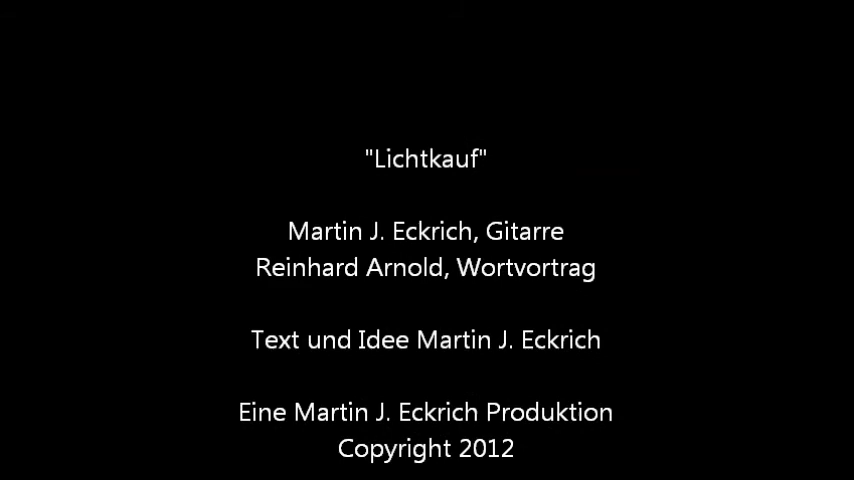 "Lichtkauf"
Martin J. Eckrich, Gitarre
Reinhard Arnold, Wortvortrag
Text und Idee Martin J. Eckrich
Eine Martin J. Eckrich Produktion
Copyright 2012